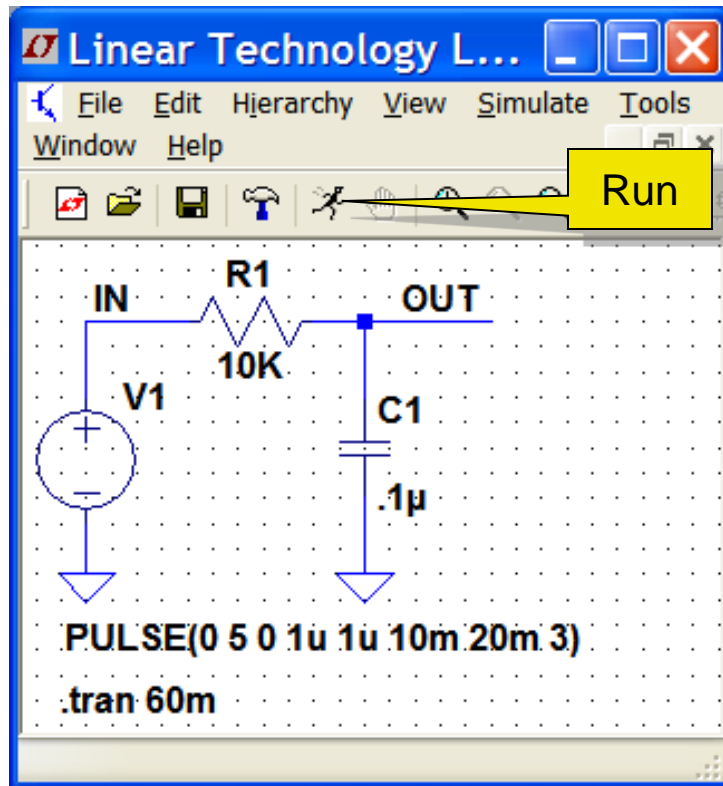 Linear Technology L...
File Edit Hierarchy View Simulate Tools
Window Help
Run
R1
IN
OUT
10K
V1
C1
.1µ
PULSE(0 5 0 1u 1u 10m 20m 3)
.tran 60m